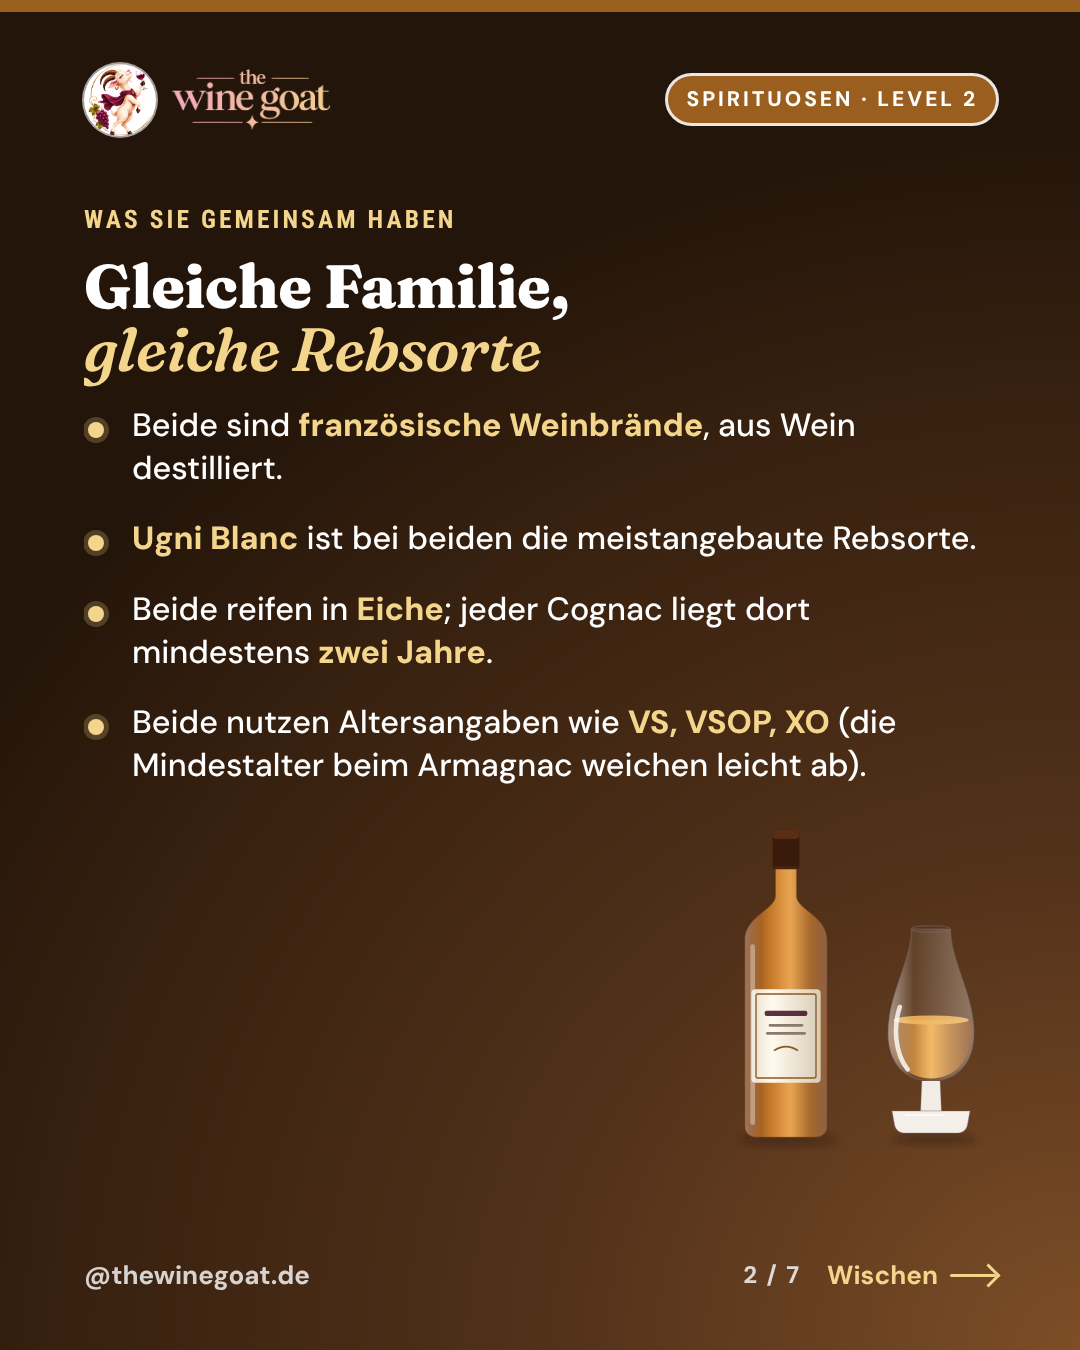 the
wine goat
SPIRITUOSEN · LEVEL 2
WAS SIE GEMEINSAM HABEN
Gleiche Familie,
gleiche Rebsorte
Beide sind französische Weinbrände, aus Wein
destilliert.
Ugni Blanc ist bei beiden die meistangebaute Rebsorte.
Beide reifen in Eiche; jeder Cognac liegt dort
mindestens zwei Jahre.
Beide nutzen Altersangaben wie VS, VSOP, XO (die
Mindestalter beim Armagnac weichen leicht ab).
@thewinegoat.de
2 / 7 Wischen